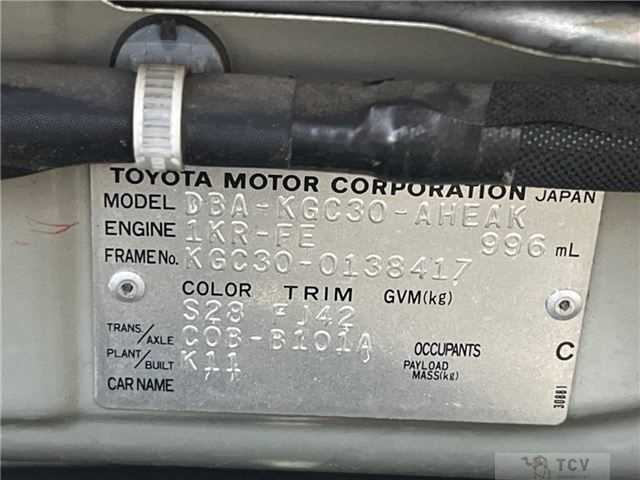 TOYOTA MOTOR CORPORATION JAPAN
MODEL DBA-KGC30-AHEAK
ENGINE 1KR-FE 996 mL
FRAME No. KGC30-0138417
COLOR TRIM GVM(kg)
S28 FJ42
TRANS./AXLE C0B-B101A OCCUPANTS C
PLANT/BUILT K11 PAYLOAD MASS(kg)
CAR NAME
30881
TCV